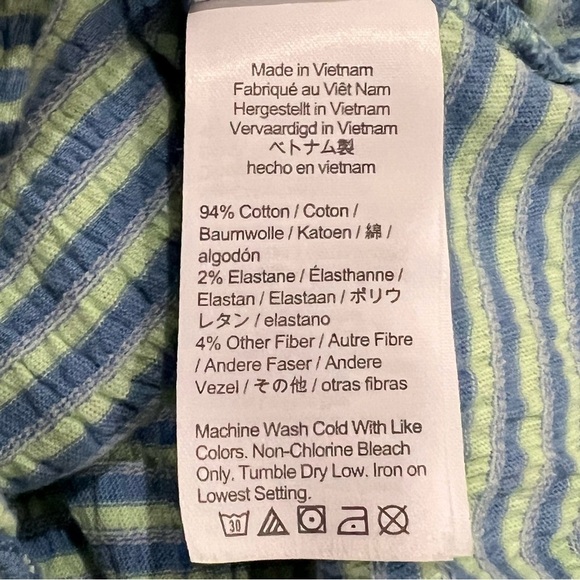 Made in Vietnam
Fabriqué au Viêt Nam
Hergestellt in Vietnam
Vervaardigd in Vietnam
ベトナム製
hecho en vietnam
94% Cotton / Coton /
Baumwolle / Katoen / 綿 /
algodón
2% Elastane / Élasthanne /
Elastan / Elastaan / ポリウ
レタン / elastano
4% Other Fiber / Autre Fibre
/ Andere Faser / Andere
Vezel / その他 / otras fibras
Machine Wash Cold With Like
Colors. Non-Chlorine Bleach
Only. Tumble Dry Low. Iron on
Lowest Setting.
30